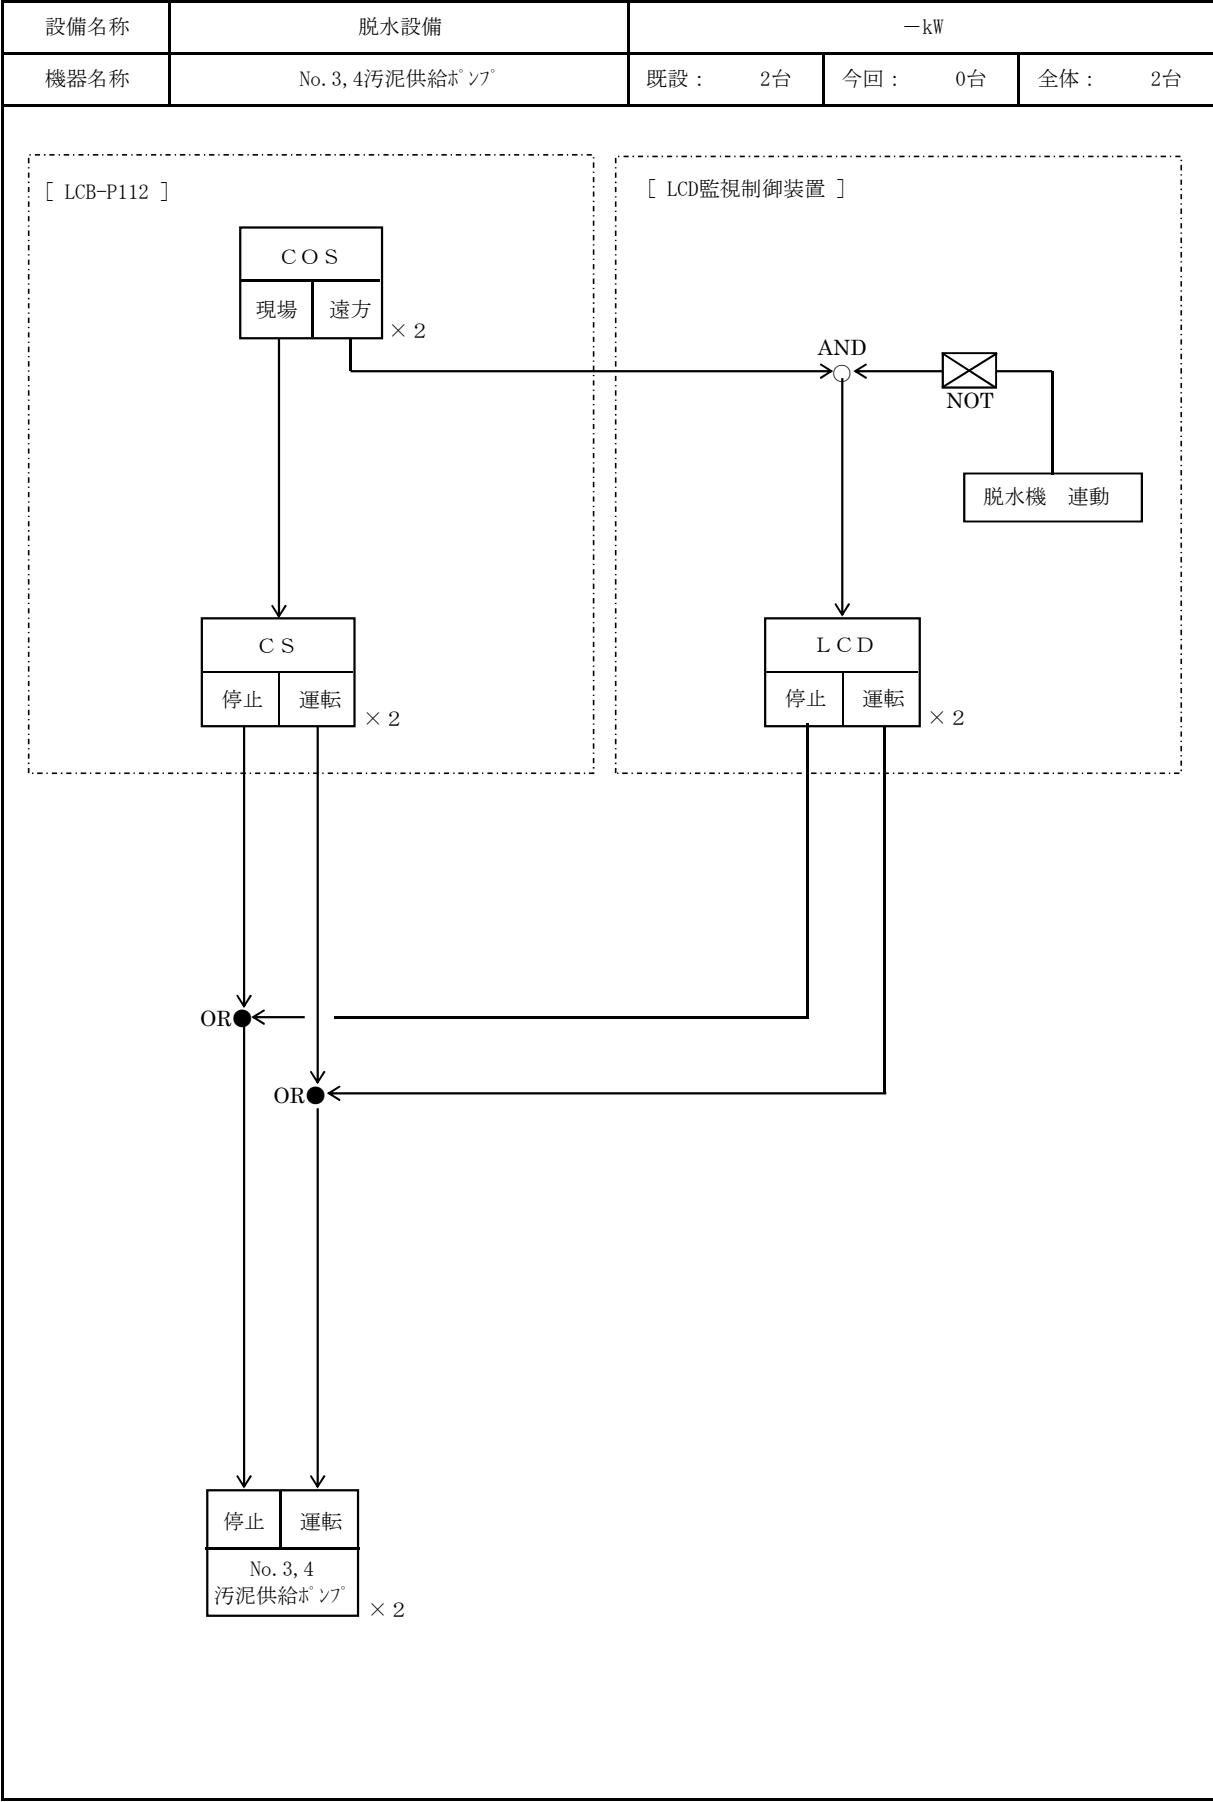 設備名称 脱水設備 －kW
機器名称 No.3,4汚泥供給ﾎﾟﾝﾌﾟ 既設： 2台 今回： 0台 全体： 2台
[ LCB-P112 ]
[ LCD監視制御装置 ]
ＣＯＳ
現場 遠方
×２
AND
NOT
脱水機　連動
ＣＳ
停止 運転
×２
ＬＣＤ
停止 運転
×２
OR
OR
停止 運転
No.3,4
汚泥供給ﾎﾟﾝﾌﾟ
×２